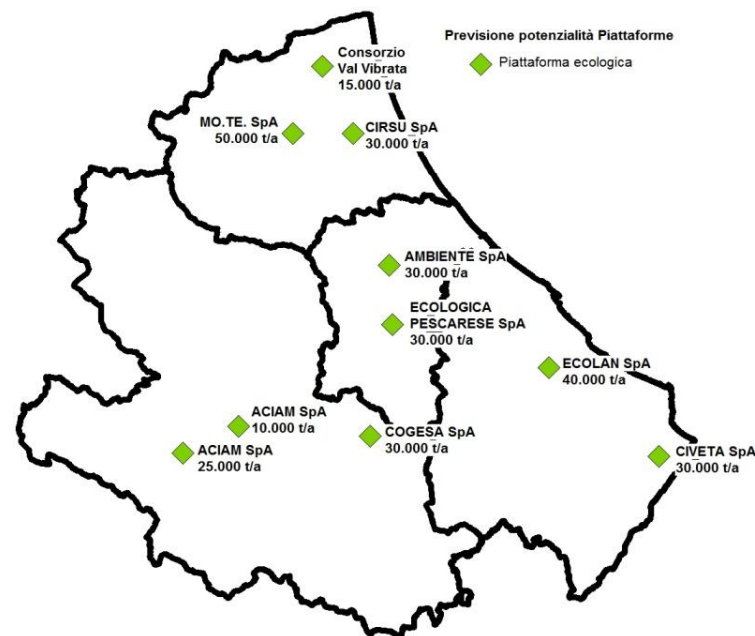 Previsione potenzialità Piattaforme
Piattaforma ecologica
Consorzio
Val Vibrata
15.000 t/a
MO.TE. SpA
50.000 t/a
CIRSU SpA
30.000 t/a
AMBIENTE SpA
30.000 t/a
ECOLOGICA
PESCARESE SpA
30.000 t/a
ECOLAN SpA
40.000 t/a
ACIAM SpA
10.000 t/a
ACIAM SpA
25.000 t/a
COGESA SpA
30.000 t/a
CIVETA SpA
30.000 t/a